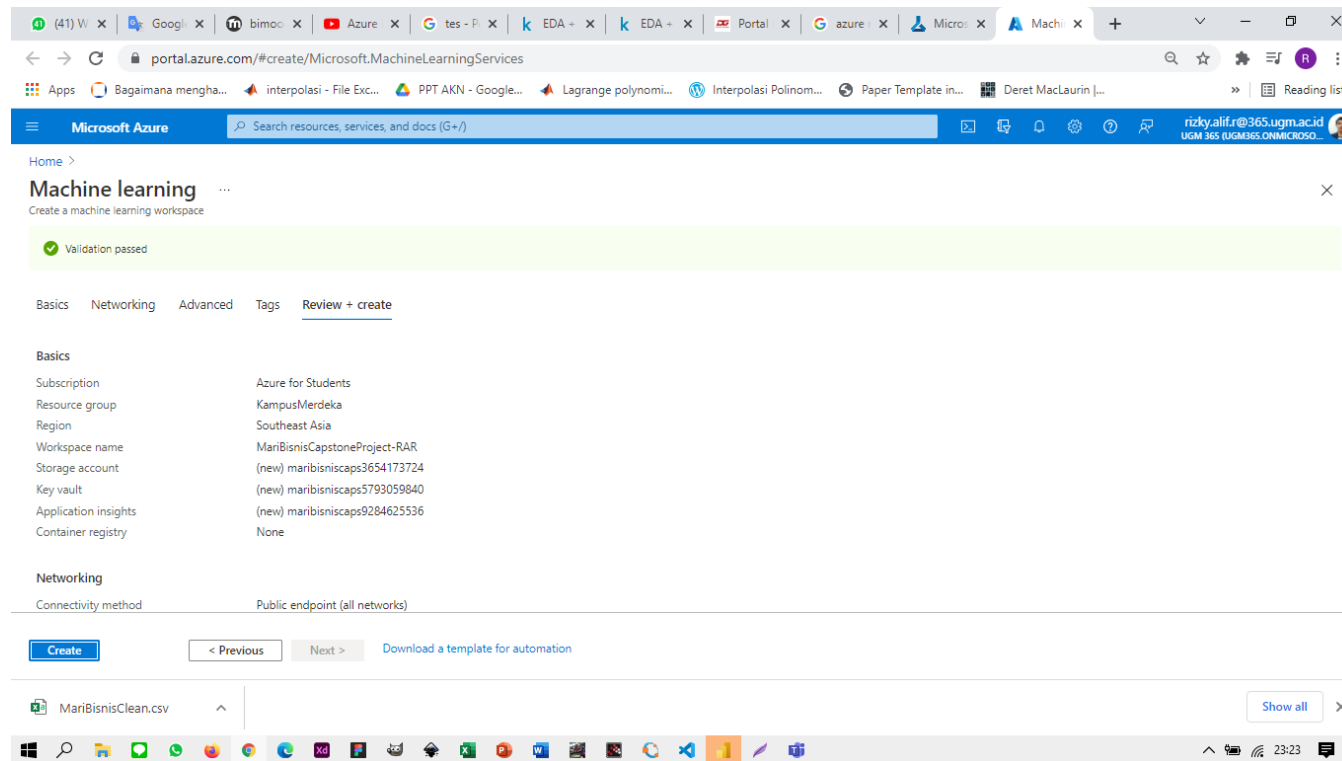 (41) W
Googl
bimoo
Azure
tes - P
EDA +
EDA +
Portal
azure
Micros
Machi
portal.azure.com/#create/Microsoft.MachineLearningServices
R
Apps
Bagaimana mengha...
interpolasi - File Exc...
PPT AKN - Google...
Lagrange polynomi...
Interpolasi Polinom...
Paper Template in...
Deret MacLaurin |...
Reading list
Microsoft Azure
Search resources, services, and docs (G+/)
rizky.alif.r@365.ugm.ac.id
UGM 365 (UGM365.ONMICROSO...
Home >
Machine learning ...
Create a machine learning workspace
Validation passed
Basics Networking Advanced Tags Review + create
Basics
Subscription Azure for Students
Resource group KampusMerdeka
Region Southeast Asia
Workspace name MariBisnisCapstoneProject-RAR
Storage account (new) maribisniscaps3654173724
Key vault (new) maribisniscaps5793059840
Application insights (new) maribisniscaps9284625536
Container registry None
Networking
Connectivity method Public endpoint (all networks)
Create < Previous Next > Download a template for automation
MariBisnisClean.csv
Show all
23:23